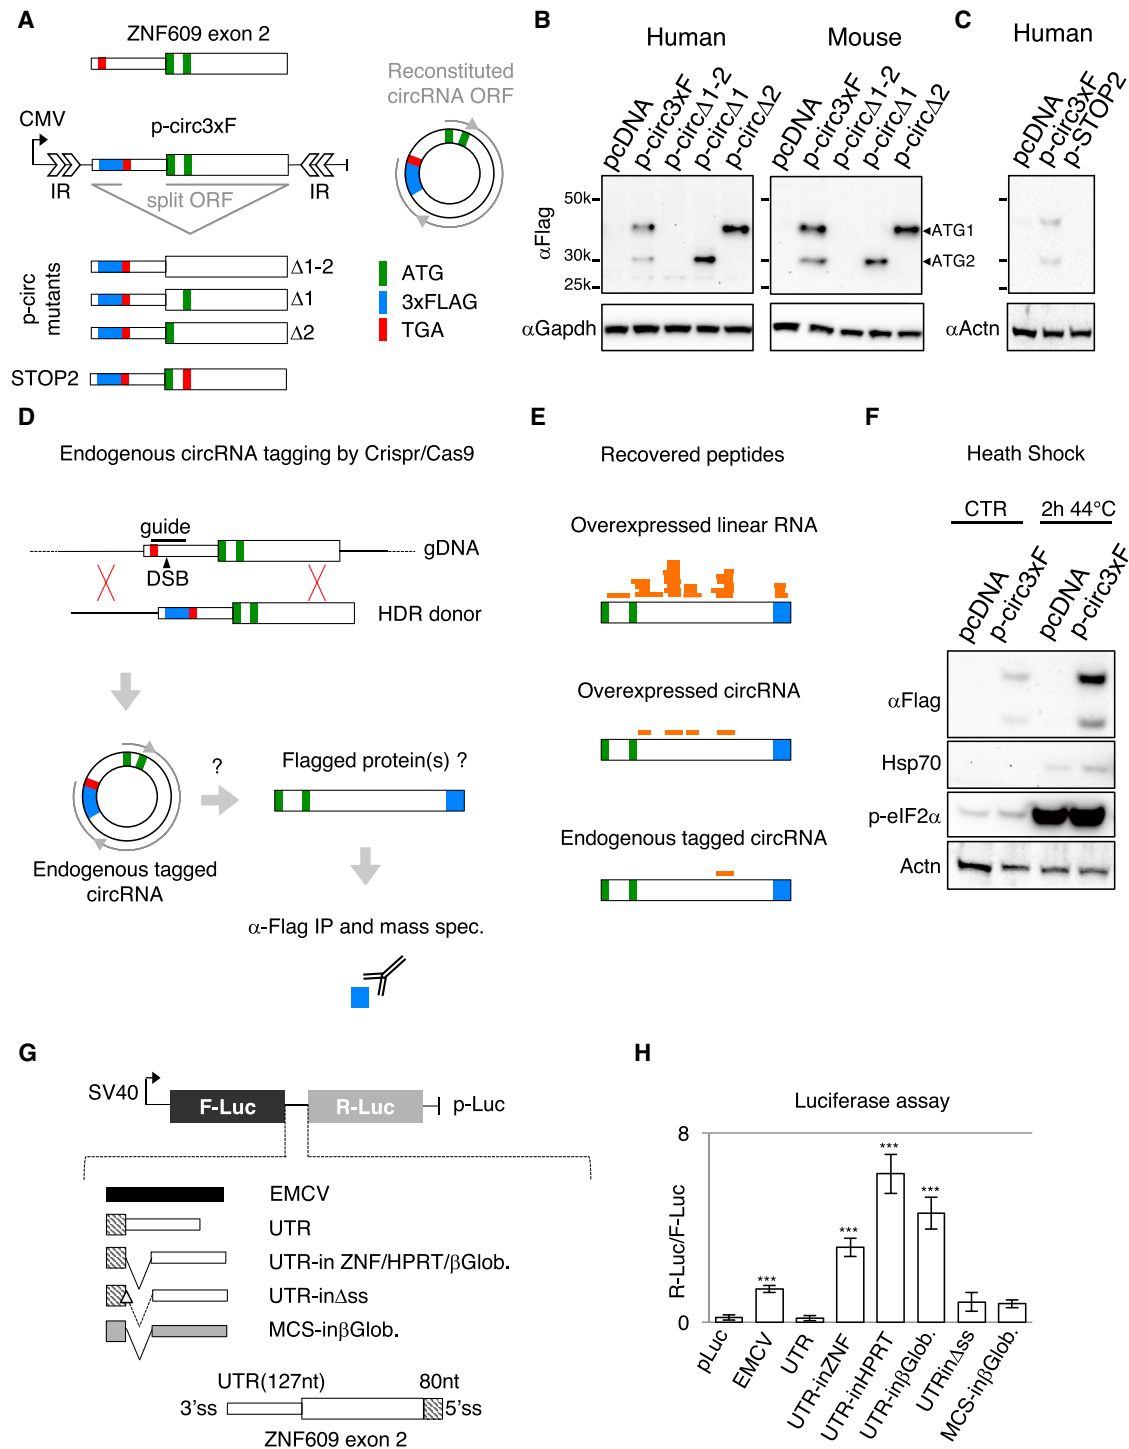 A
ZNF609 exon 2
CMV
p-circ3xF
IR
IR
split ORF
Reconstituted
circRNA ORF
p-circ
mutants
Δ1-2
Δ1
Δ2
STOP2
ATG
3xFLAG
TGA
B
Human
Mouse
pcDNA
p-circ3xF
p-circΔ1-2
p-circΔ1
p-circΔ2
pcDNA
p-circ3xF
p-circΔ1-2
p-circΔ1
p-circΔ2
αFlag
50k
30k
25k
ATG1
ATG2
αGapdh
C
Human
pcDNA
p-circ3xF
p-STOP2
αActn
D
Endogenous circRNA tagging by Crispr/Cas9
guide
gDNA
DSB
HDR donor
?
Flagged protein(s) ?
Endogenous tagged
circRNA
α-Flag IP and mass spec.
E
Recovered peptides
Overexpressed linear RNA
Overexpressed circRNA
Endogenous tagged circRNA
F
Heath Shock
CTR
2h 44°C
pcDNA
p-circ3xF
pcDNA
p-circ3xF
αFlag
Hsp70
p-eIF2α
Actn
G
SV40
F-Luc
R-Luc
p-Luc
EMCV
UTR
UTR-in ZNF/HPRT/βGlob.
UTR-inΔss
MCS-inβGlob.
UTR(127nt)
80nt
3'ss
5'ss
ZNF609 exon 2
H
Luciferase assay
R-Luc/F-Luc
8
0
***
***
***
***
pLuc
EMCV
UTR
UTR-inZNF
UTR-inHPRT
UTR-inβGlob.
UTRinΔss
MCS-inβGlob.